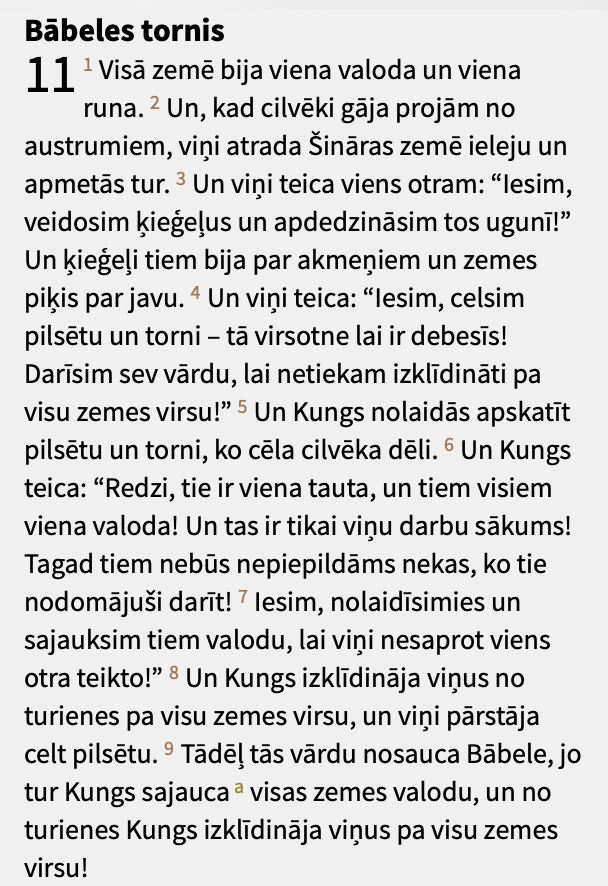 Bābeles tornis
11 1 Visā zemē bija viena valoda un viena
runa. 2 Un, kad cilvēki gāja projām no
austrumiem, viņi atrada Šināras zemē ieleju un
apmetās tur. 3 Un viņi teica viens otram: “Iesim,
veidosim ķieģeļus un apdedzināsim tos ugunī!”
Un ķieģeļi tiem bija par akmeņiem un zemes
piķis par javu. 4 Un viņi teica: “Iesim, celsim
pilsētu un torni – tā virsotne lai ir debesīs!
Darīsim sev vārdu, lai netiekam izklīdināti pa
visu zemes virsu!” 5 Un Kungs nolaidās apskatīt
pilsētu un torni, ko cēla cilvēka dēli. 6 Un Kungs
teica: “Redzi, tie ir viena tauta, un tiem visiem
viena valoda! Un tas ir tikai viņu darbu sākums!
Tagad tiem nebūs nepiepildāms nekas, ko tie
nodomājuši darīt! 7 Iesim, nolaidīsimies un
sajauksim tiem valodu, lai viņi nesaprot viens
otra teikto!” 8 Un Kungs izklīdināja viņus no
turienes pa visu zemes virsu, un viņi pārstāja
celt pilsētu. 9 Tādēļ tās vārdu nosauca Bābele, jo
tur Kungs sajauca a visas zemes valodu, un no
turienes Kungs izklīdināja viņus pa visu zemes
virsu!